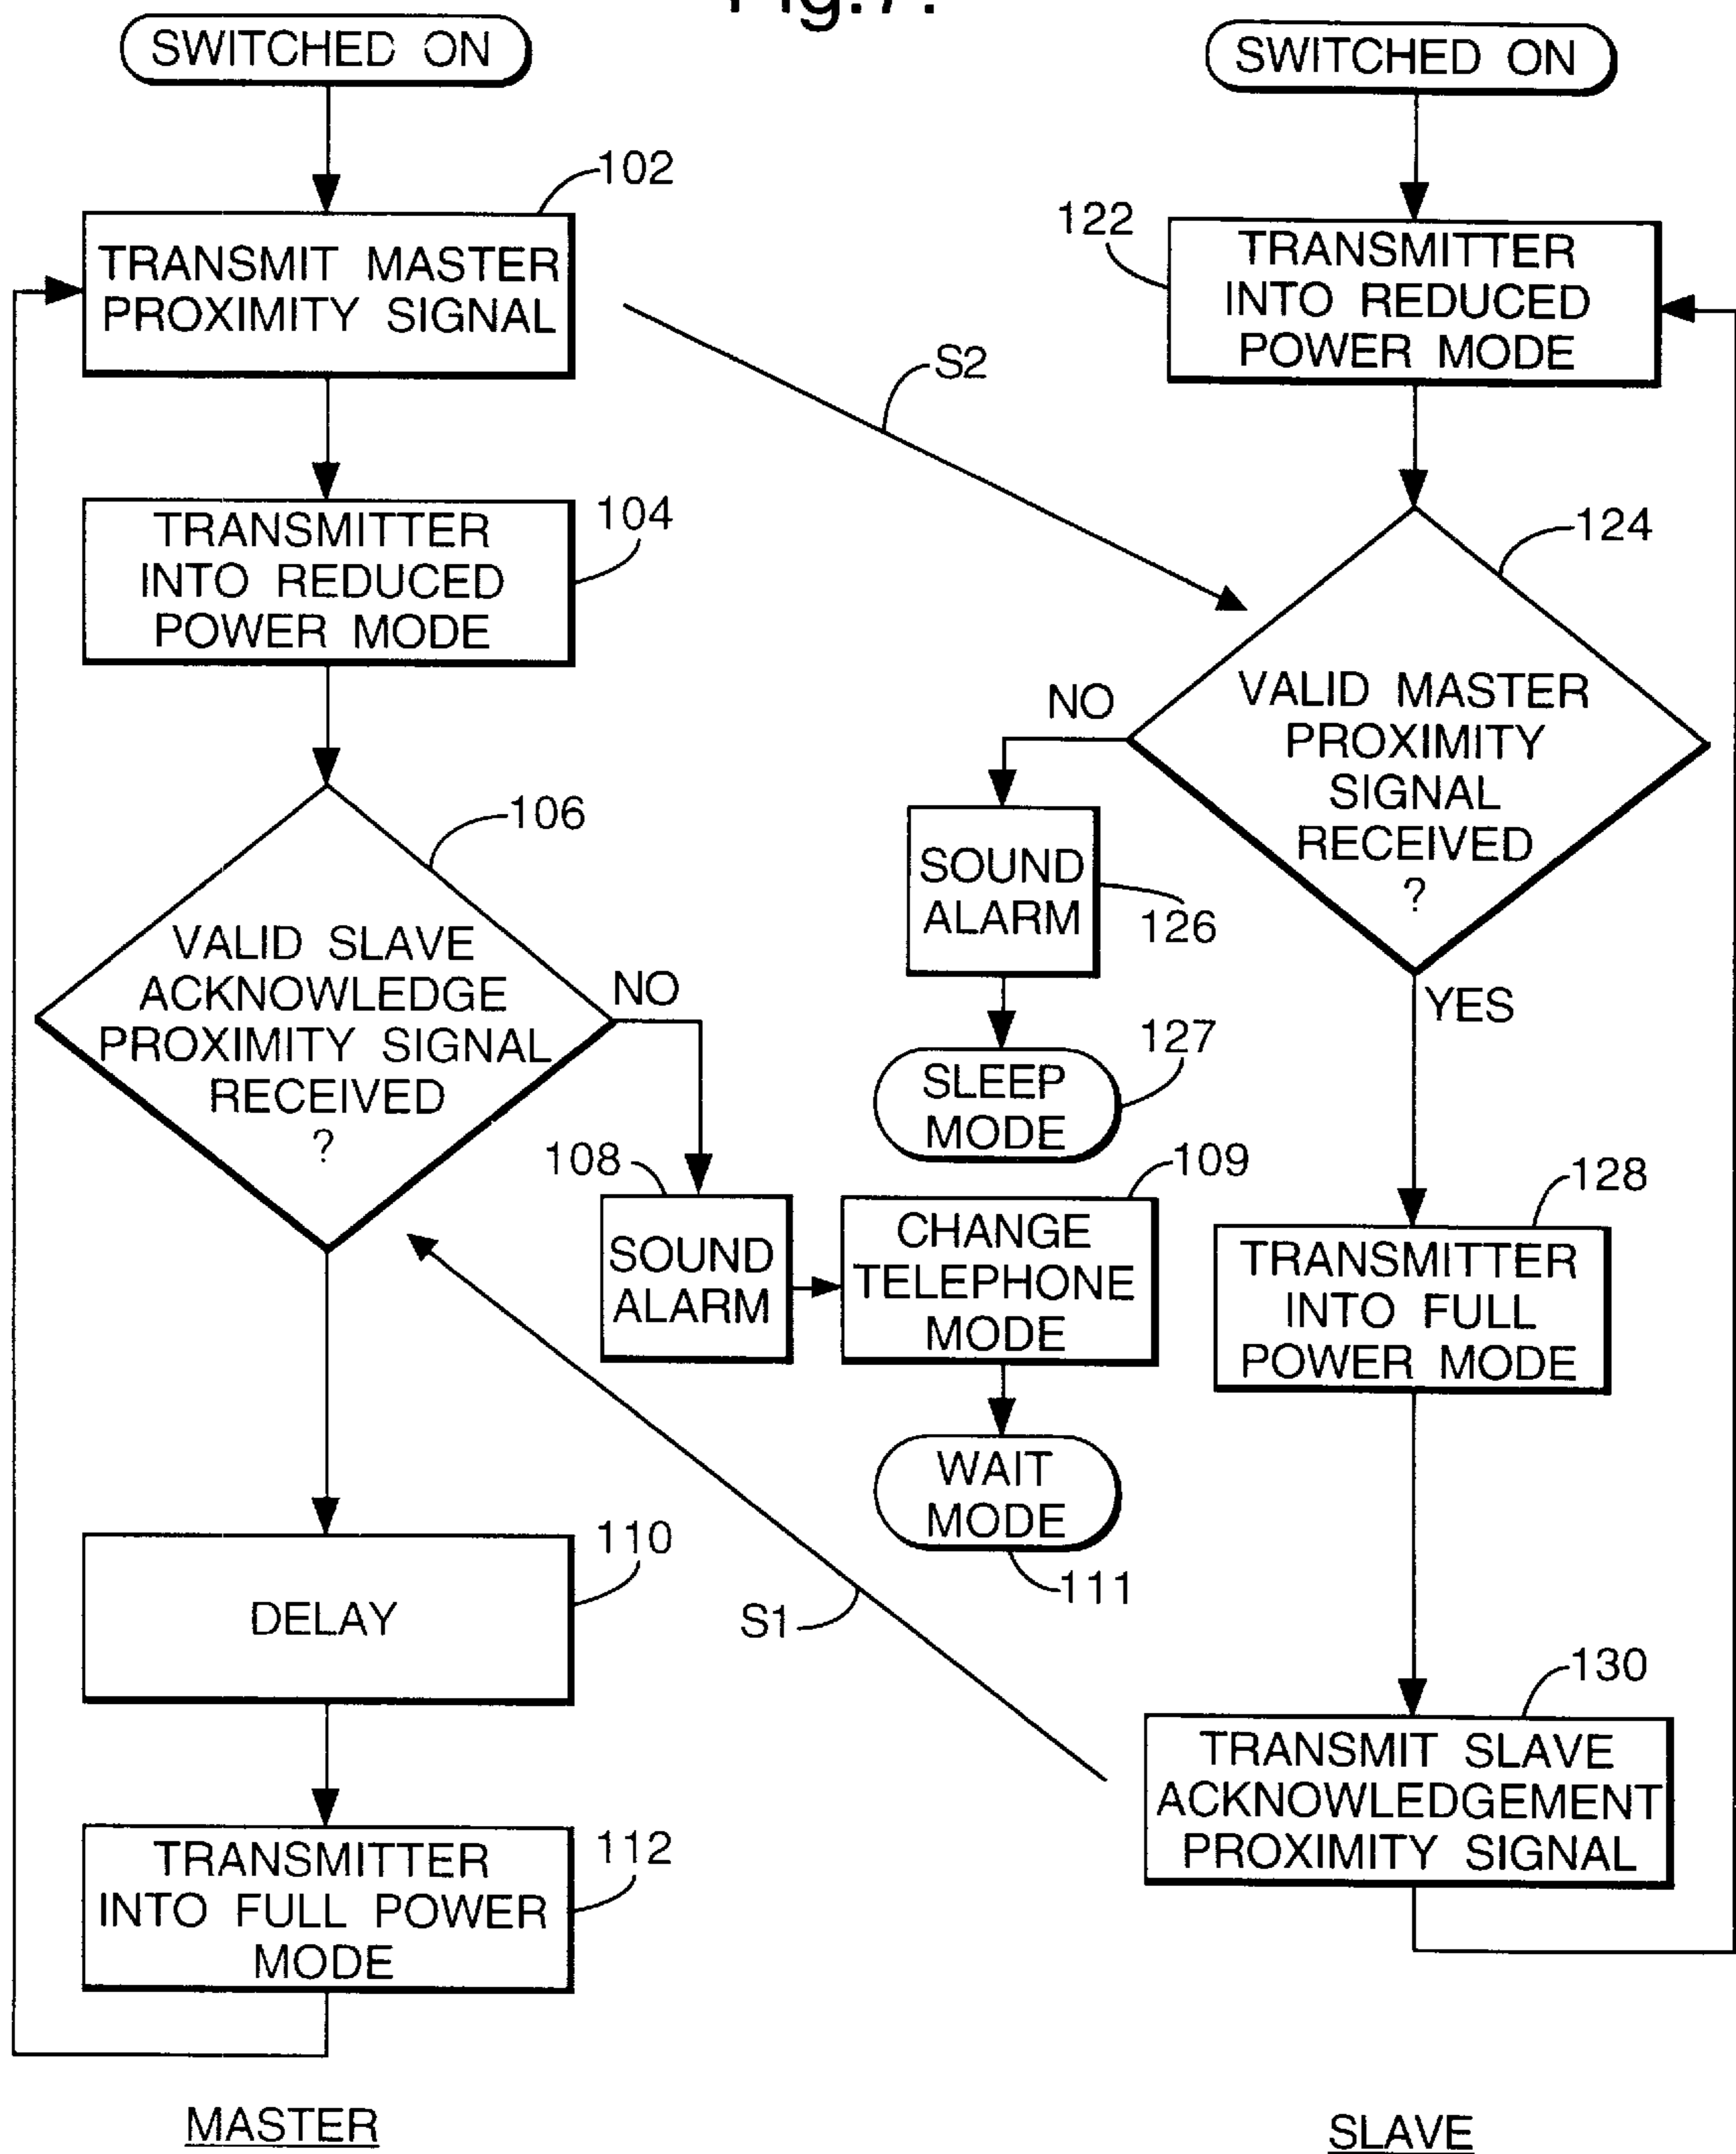 Fig.7.
SWITCHED ON
102
TRANSMIT MASTER
PROXIMITY SIGNAL
104
TRANSMITTER
INTO REDUCED
POWER MODE
106
VALID SLAVE
ACKNOWLEDGE
PROXIMITY SIGNAL
RECEIVED
?
NO
108
SOUND
ALARM
109
CHANGE
TELEPHONE
MODE
WAIT
MODE
111
110
DELAY
112
TRANSMITTER
INTO FULL POWER
MODE
MASTER
S2
S1
SWITCHED ON
122
TRANSMITTER
INTO REDUCED
POWER MODE
124
VALID MASTER
PROXIMITY
SIGNAL
RECEIVED
?
NO
SOUND
ALARM
126
127
SLEEP
MODE
YES
128
TRANSMITTER
INTO FULL
POWER MODE
130
TRANSMIT SLAVE
ACKNOWLEDGEMENT
PROXIMITY SIGNAL
SLAVE